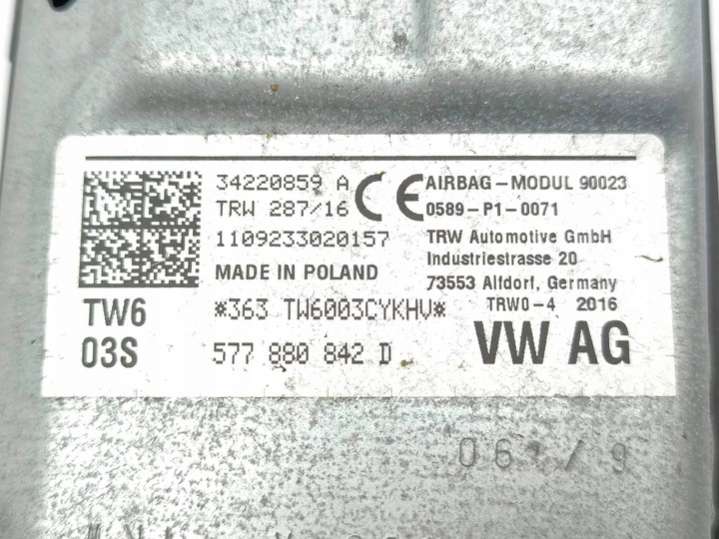 34220859 A
TRW 287/16
1109233020157
MADE IN POLAND
CE
AIRBAG-MODUL 90023
0589-P1-0071
TRW Automotive GmbH
Industriestrasse 20
73553 Alfdorf, Germany
TRW0-4 2016
TW6
03S
*363 TW6003CYKHV*
577 880 842 D
VW AG